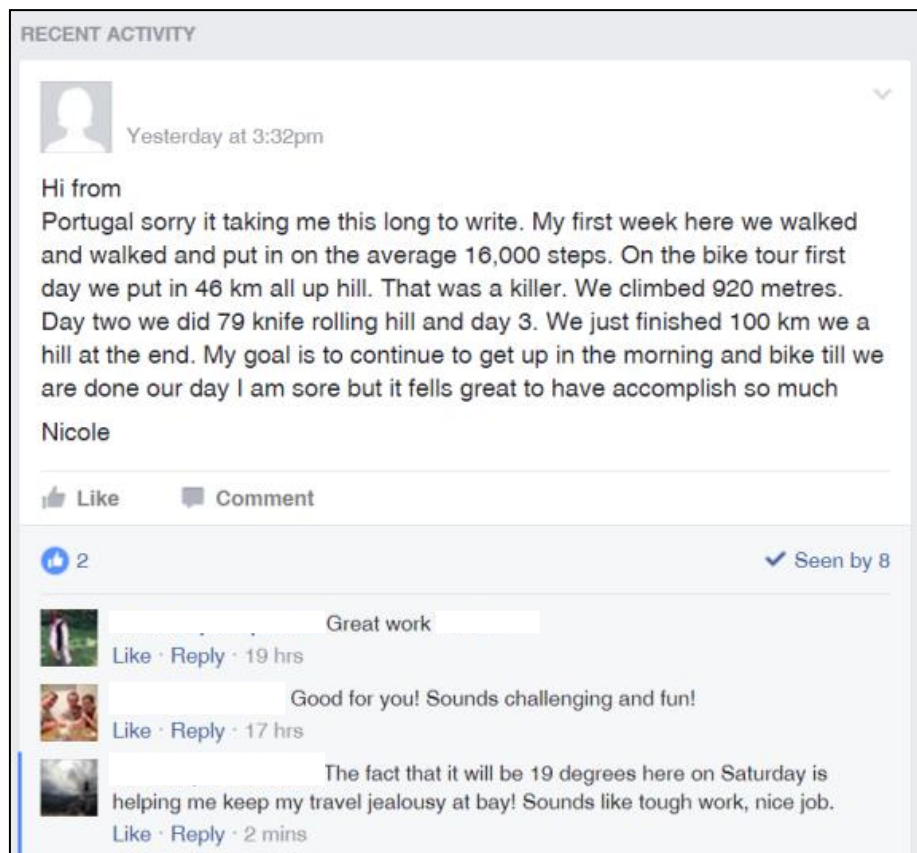 RECENT ACTIVITY
Yesterday at 3:32pm
Hi from
Portugal sorry it taking me this long to write. My first week here we walked
and walked and put in on the average 16,000 steps. On the bike tour first
day we put in 46 km all up hill. That was a killer. We climbed 920 metres.
Day two we did 79 knife rolling hill and day 3. We just finished 100 km we a
hill at the end. My goal is to continue to get up in the morning and bike till we
are done our day I am sore but it fells great to have accomplish so much
Nicole
Like Comment
2 Seen by 8
Great work
Like · Reply · 19 hrs
Good for you! Sounds challenging and fun!
Like · Reply · 17 hrs
The fact that it will be 19 degrees here on Saturday is
helping me keep my travel jealousy at bay! Sounds like tough work, nice job.
Like · Reply · 2 mins